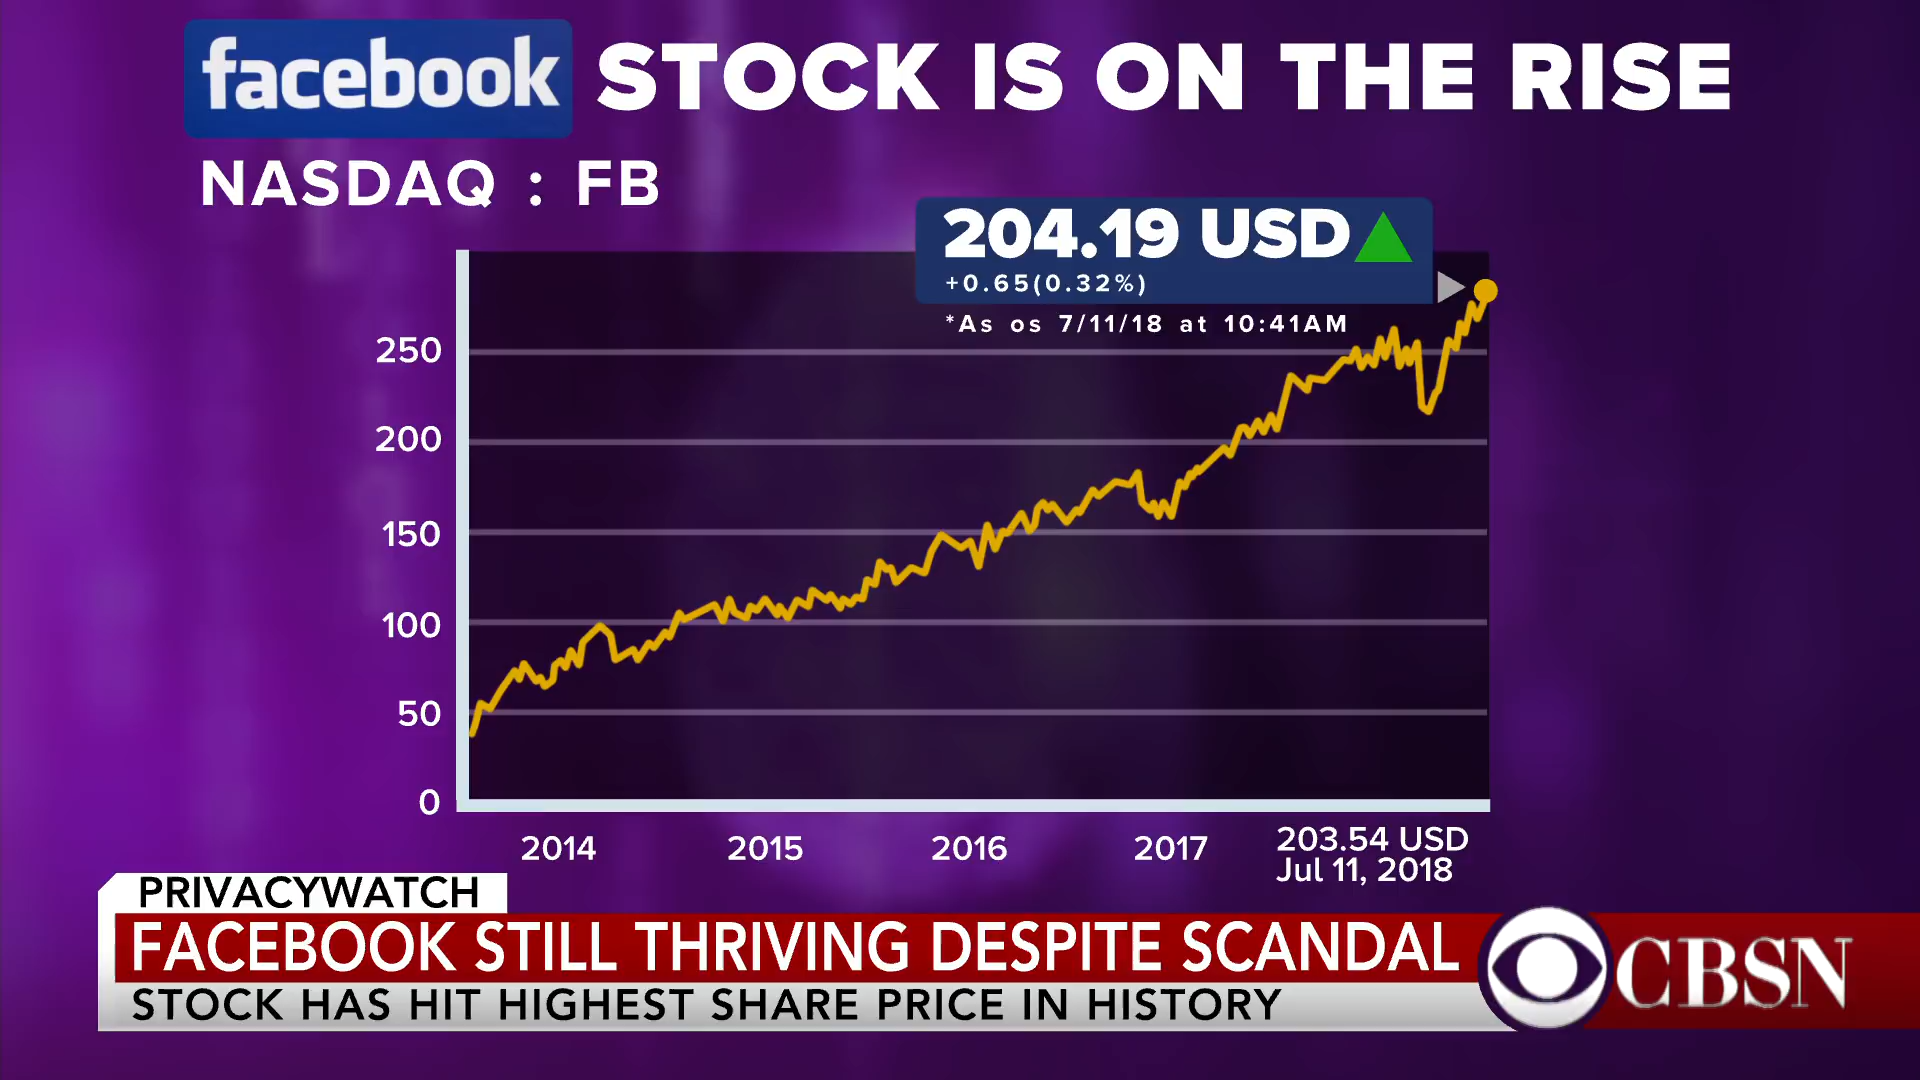 facebook STOCK IS ON THE RISE
NASDAQ : FB
204.19 USD
+0.65(0.32%)
*As os 7/11/18 at 10:41AM
250
200
150
100
50
0
2014 2015 2016 2017 203.54 USD
Jul 11, 2018
PRIVACYWATCH
FACEBOOK STILL THRIVING DESPITE SCANDAL
STOCK HAS HIT HIGHEST SHARE PRICE IN HISTORY
CBSN